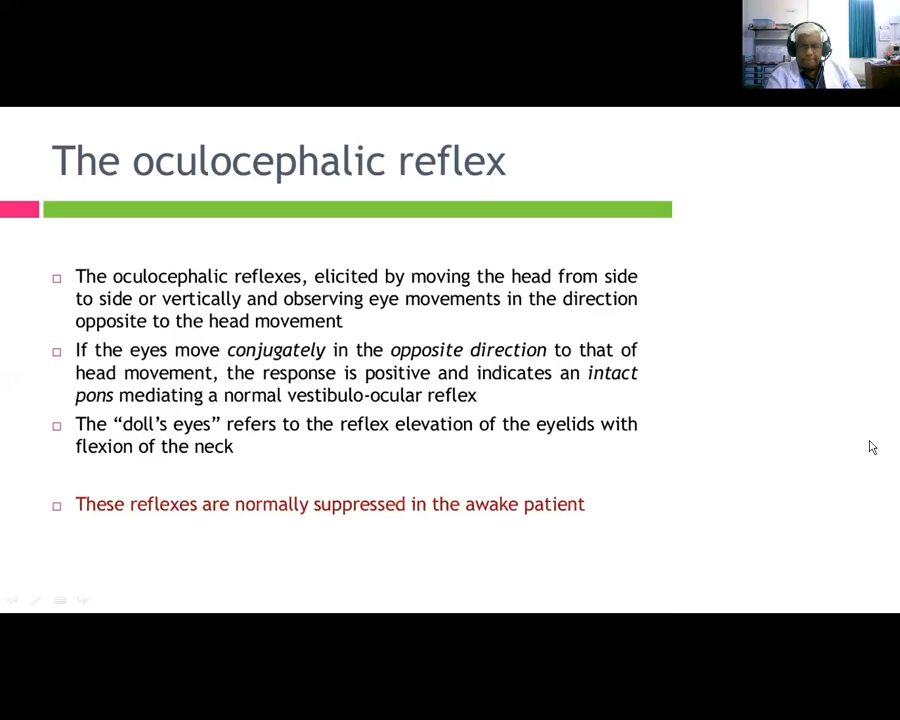 The oculocephalic reflex
The oculocephalic reflexes, elicited by moving the head from side
to side or vertically and observing eye movements in the direction
opposite to the head movement
If the eyes move conjugately in the opposite direction to that of
head movement, the response is positive and indicates an intact
pons mediating a normal vestibulo-ocular reflex
The “doll’s eyes” refers to the reflex elevation of the eyelids with
flexion of the neck
These reflexes are normally suppressed in the awake patient